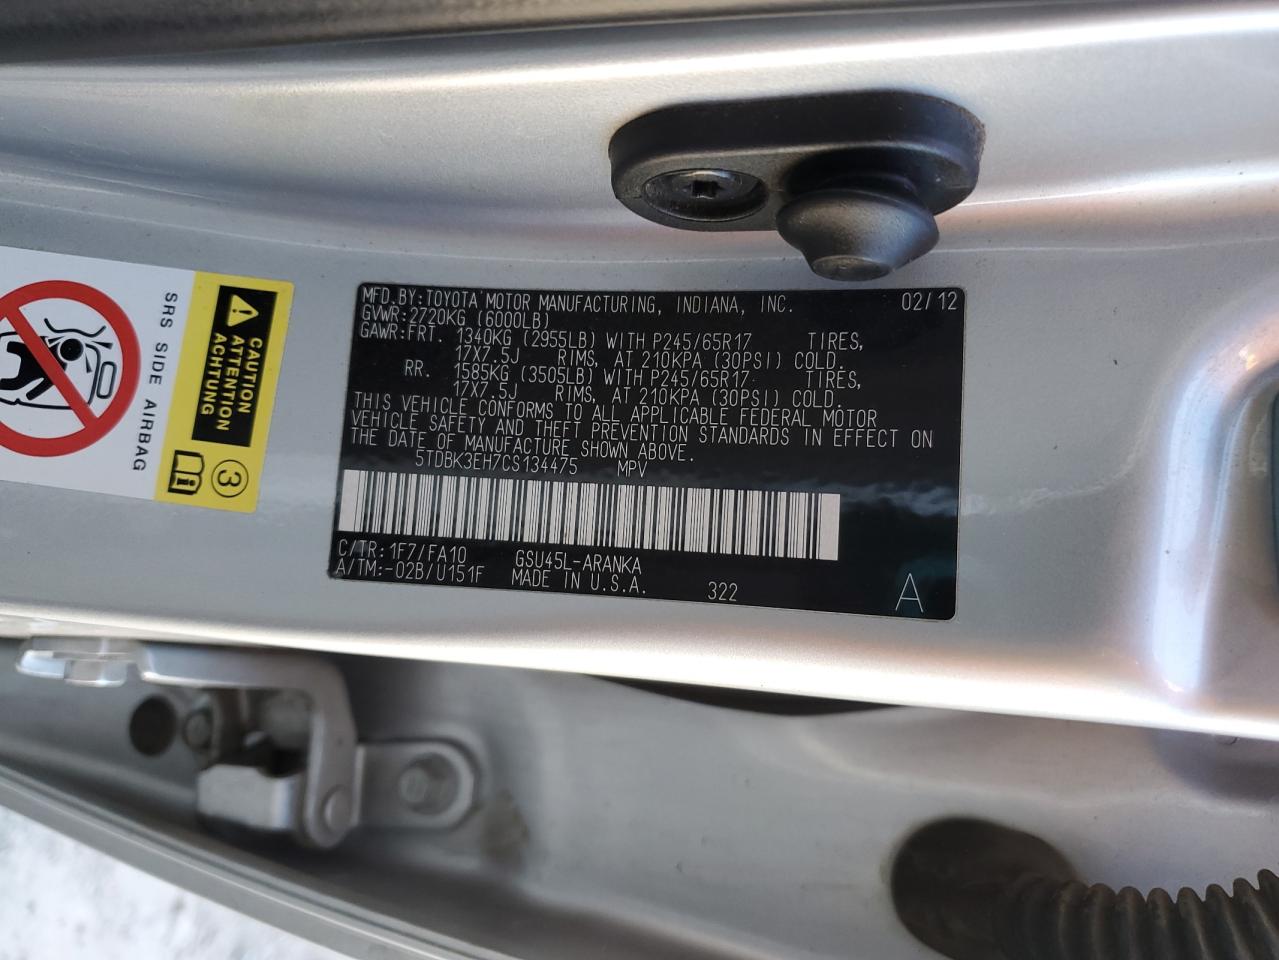 MFD.BY:TOYOTA MOTOR MANUFACTURING, INDIANA, INC. 02/12
GVWR:2720KG (6000LB)
GAWR:FRT. 1340KG (2955LB) WITH P245/65R17 TIRES,
17X7.5J RIMS, AT 210KPA (30PSI) COLD.
RR. 1585KG (3505LB) WITH P245/65R17 TIRES,
17X7.5J RIMS, AT 210KPA (30PSI) COLD.
THIS VEHICLE CONFORMS TO ALL APPLICABLE FEDERAL MOTOR
VEHICLE SAFETY AND THEFT PREVENTION STANDARDS IN EFFECT ON
THE DATE OF MANUFACTURE SHOWN ABOVE.
5TDBK3EH7CS134475 MPV
C/TR:1F7/FA10 GSU45L-ARANKA
A/TM:-02B/U151F MADE IN U.S.A. 322
A
SRS SIDE AIRBAG
CAUTION
ATTENTION
ACHTUNG
3